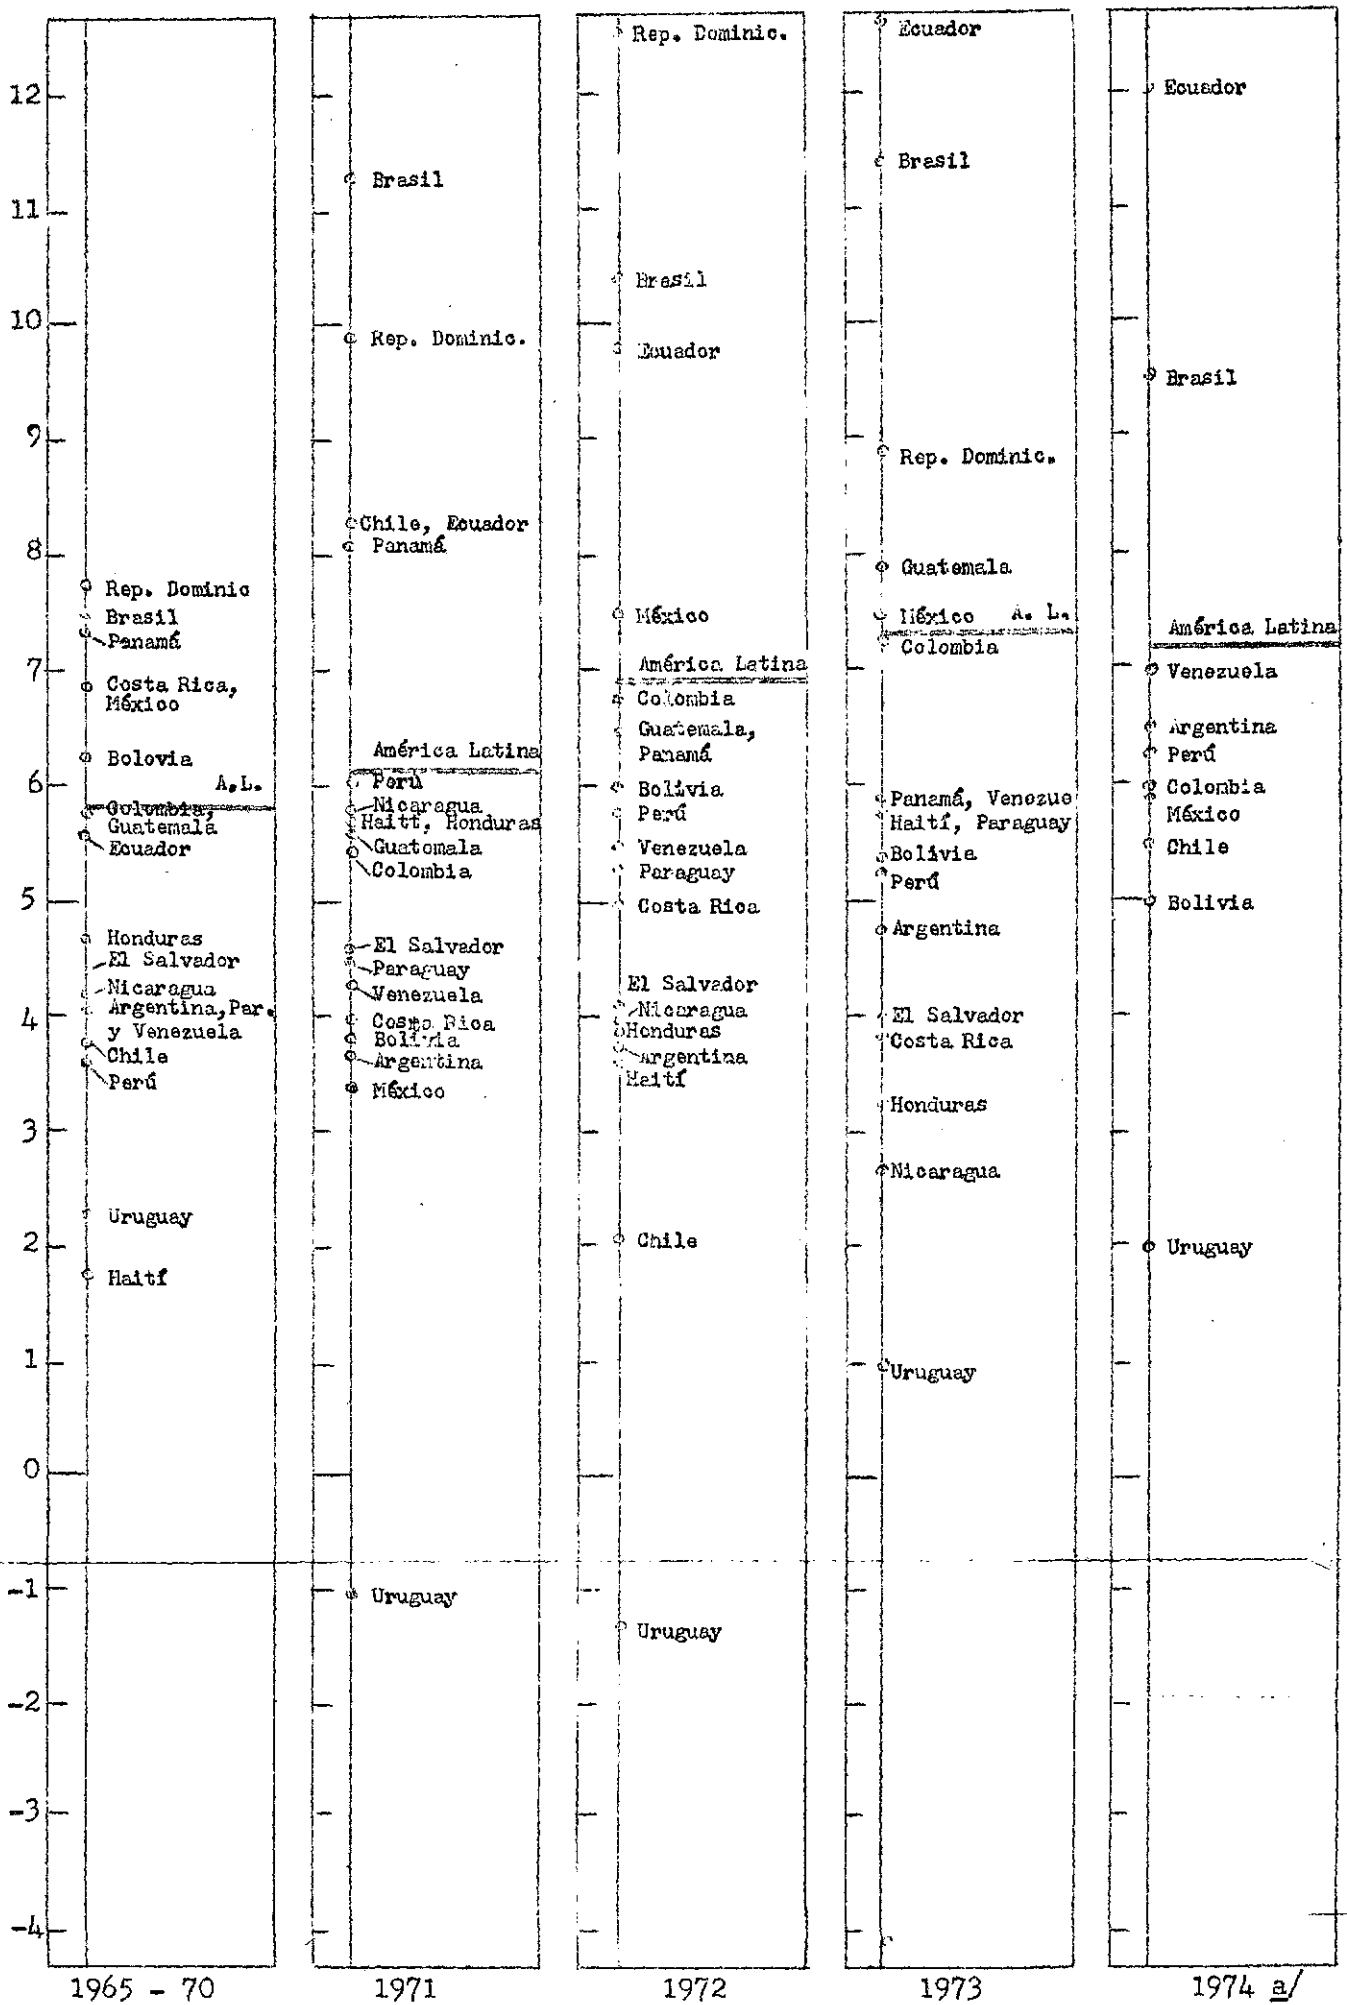 12
11
10
9
8
7
6
5
4
3
2
1
0
-1
-2
-3
-4
Rep. Dominic
Brasil
Panamá
Costa Rica,
México
Bolovia
A.L.
Colombia,
Guatemala
Ecuador
Honduras
El Salvador
Nicaragua
Argentina, Par.
y Venezuela
Chile
Perú
Uruguay
Haití
1965 - 70
Brasil
Rep. Dominic.
Chile, Ecuador
Panamá
América Latina
Perú
Nicaragua
Haití, Honduras
Guatomala
Colombia
El Salvador
Paraguay
Venezuela
Costa Rica
Bolivia
Argentina
México
Uruguay
1971
Rep. Dominic.
Brasil
Ecuador
México
América Latina
Colombia
Guatemala,
Panamá
Bolívia
Perú
Venezuela
Paraguay
Costa Rica
El Salvador
Nicaragua
Honduras
Argentina
Haití
Chile
Uruguay
1972
Ecuador
Brasil
Rep. Dominic.
Guatemala
México A. L.
Colombia
Panamá, Venezue
Haití, Paraguay
Bolívia
Perú
Argentina
El Salvador
Costa Rica
Honduras
Nicaragua
Uruguay
1973
Ecuador
Brasil
América Latina
Venezuela
Argentina
Perú
Colombia
México
Chile
Bolivia
Uruguay
1974 a/